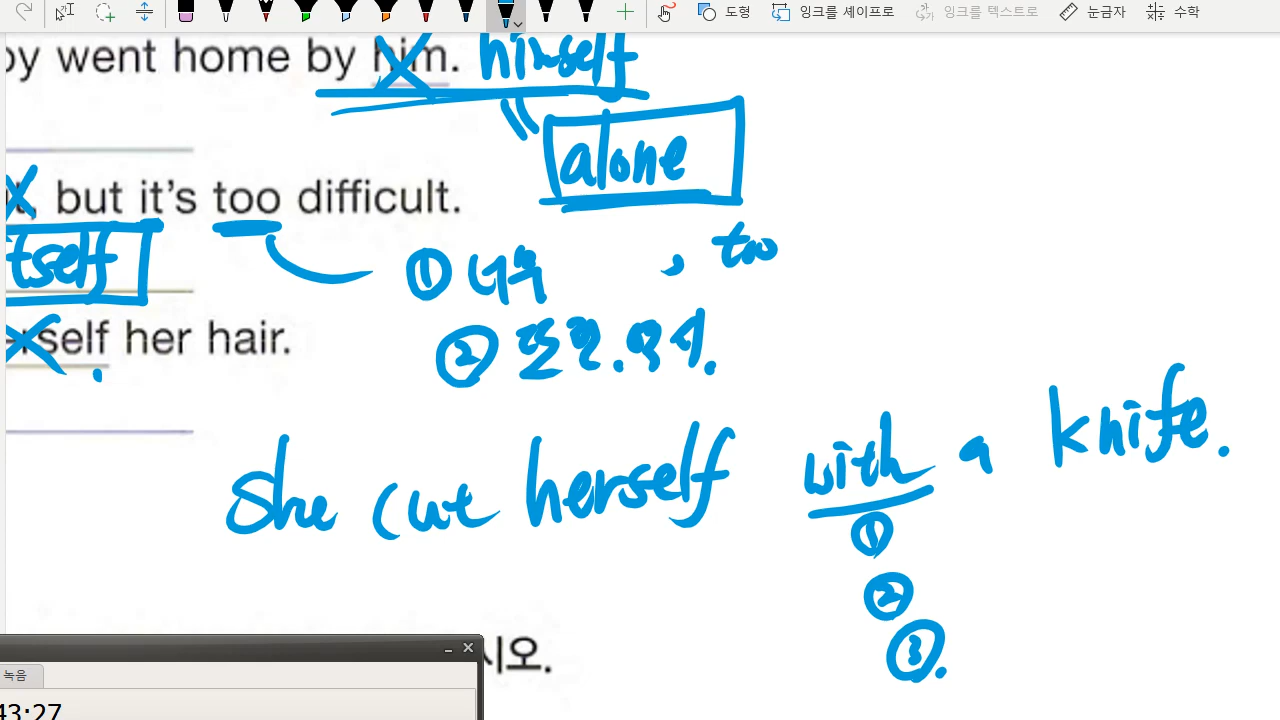 도형 잉크를 셰이프로 잉크를 텍스트로 눈금자 수학
oy went home by him. himself
alone
, but it's too difficult.
tself
① 너무 , too
② 또한. 역시.
erself her hair.
She cut herself with a knife.
①
②
③.
시오.
녹음
43:27